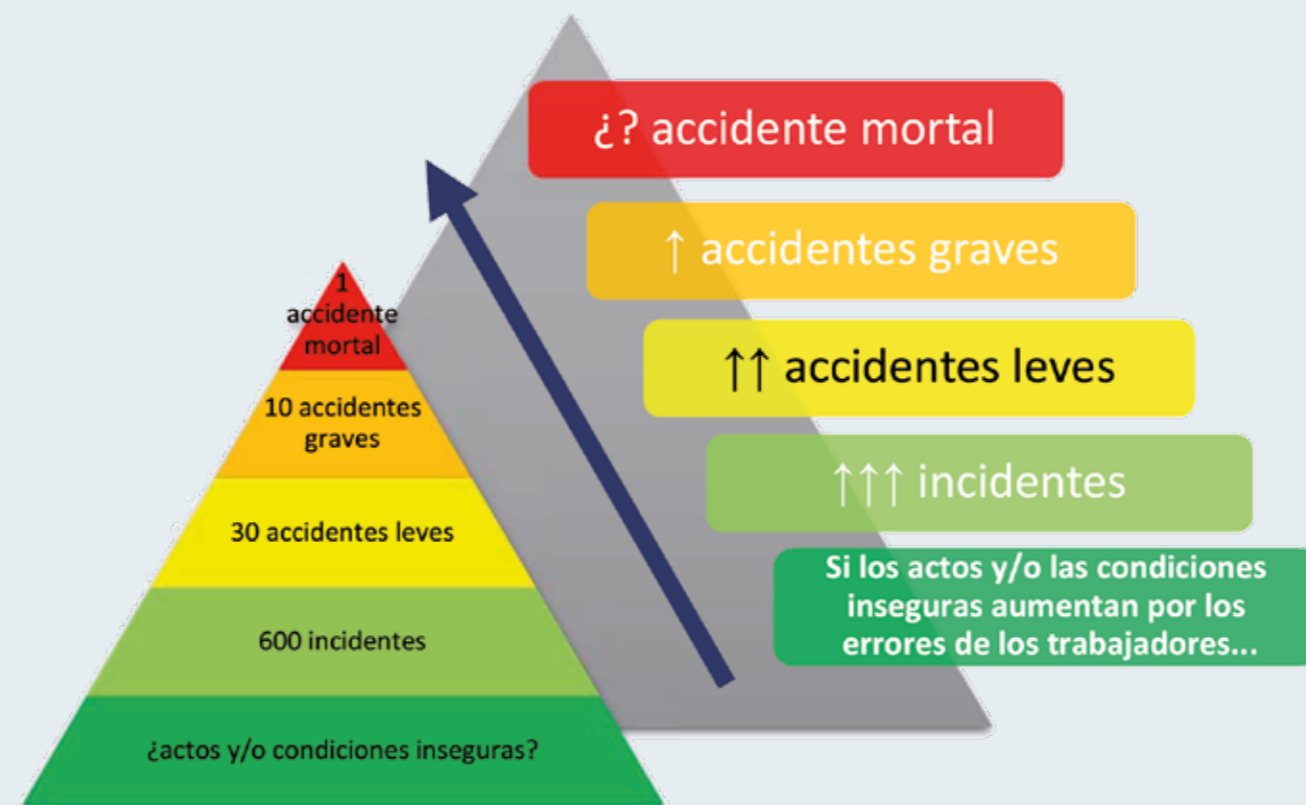 ¿? accidente mortal
↑ accidentes graves
↑↑ accidentes leves
↑↑↑ incidentes
Si los actos y/o las condiciones
inseguras aumentan por los
errores de los trabajadores...
1
accidente
mortal
10 accidentes
graves
30 accidentes leves
600 incidentes
¿actos y/o condiciones inseguras?